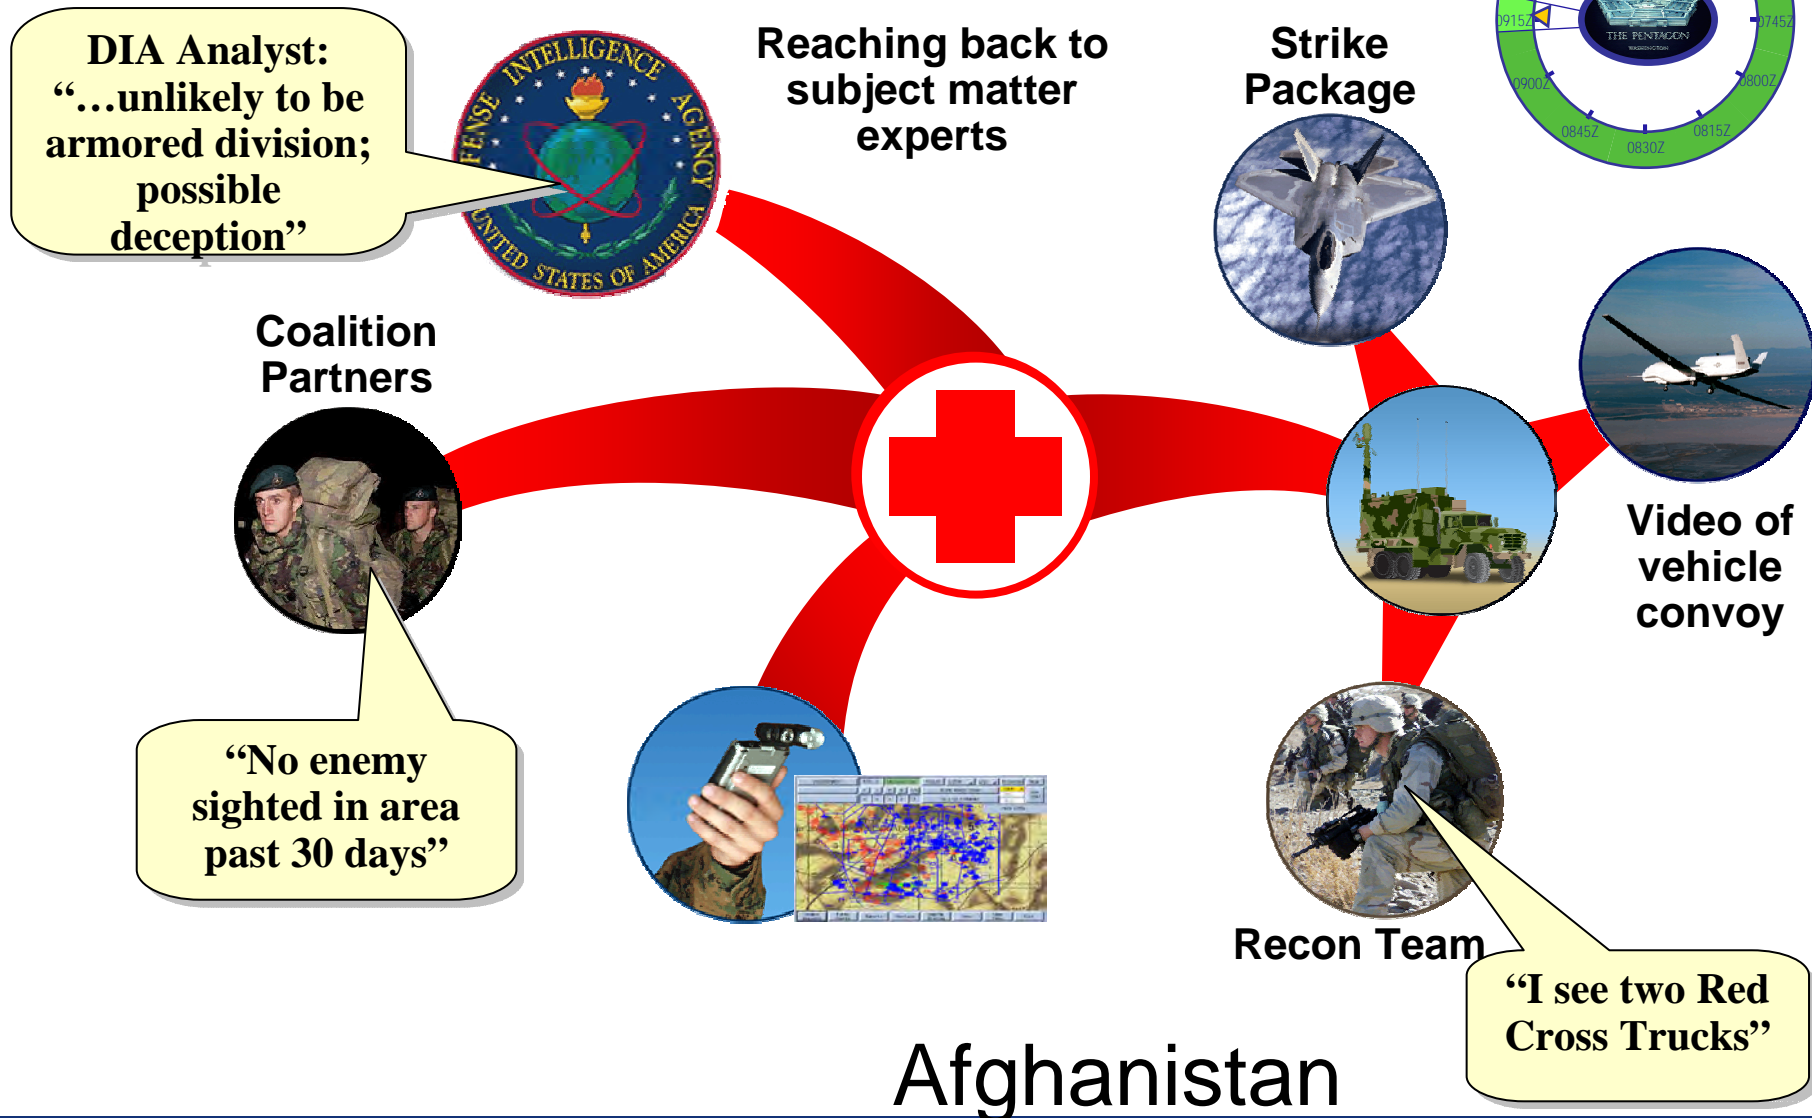 DIA Analyst:
“…unlikely to be
armored division;
possible
deception”
DEFENSE INTELLIGENCE AGENCY
UNITED STATES OF AMERICA
Reaching back to
subject matter
experts
Strike
Package
THE PENTAGON
WASHINGTON
0915Z
0745Z
0900Z
0800Z
0845Z
0815Z
0830Z
Coalition
Partners
Video of
vehicle
convoy
“No enemy
sighted in area
past 30 days”
Recon Team
“I see two Red
Cross Trucks”
Afghanistan